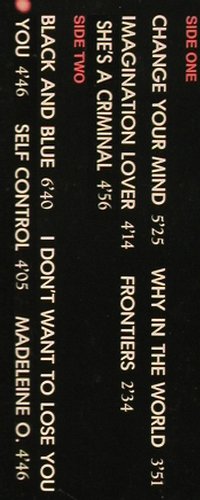 SIDE ONE
CHANGE YOUR MIND 5'25 WHY IN THE WORLD 3'51
IMAGINATION LOVER 4'14 FRONTIERS 2'34
SHE'S A CRIMINAL 4'56
SIDE TWO
BLACK AND BLUE 6'40 I DON'T WANT TO LOSE YOU
YOU 4'46 SELF CONTROL 4'05 MADELEINE O. 4'46